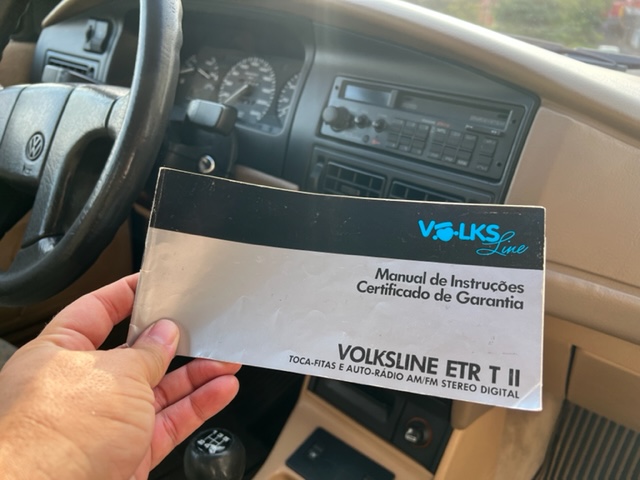 VOLKS
Line
Manual de Instruções
Certificado de Garantia
VOLKSLINE ETR T II
TOCA-FITAS E AUTO-RÁDIO AM/FM STEREO DIGITAL